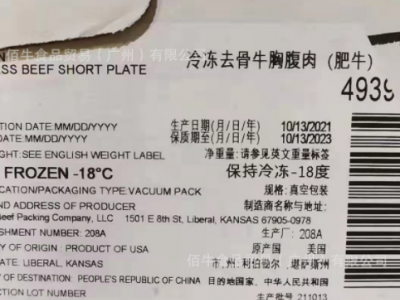 佰牛食品贸易（广州）有限公司
SS BEEF SHORT PLATE
冷冻去骨牛胸腹肉（肥牛）
4939
TION DATE:MM/DD/YYYY
生产日期(月/日/年) 10/13/2021
DATE:MM/DD/YYYY
保质期至(月/日/年) 10/13/2023
GHT:SEE ENGLISH WEIGHT LABEL
净重量:请参见英文重量标签
FROZEN -18°C
保持冷冻-18度
CATION/PACKAGING TYPE:VACUUM PACK
规格:真空包装
AND ADDRESS OF PRODUCER
制造商名称与地址:
Beef Packing Company, LLC 1501 E 8th St, Liberal, KANSAS 67905-0978
SHMENT NUMBER: 208A
生产厂: 208A
Y OF ORIGIN : PRODUCT OF USA
原产国 美国
ATE: LIBERAL, KANSAS
市,州: 利伯勒尔,堪萨斯州
Y OF DESTINATION: PEOPLE'S REPUBLIC OF CHINA
目的地国家、中华人民共和国
CTION LOT NUMBER
生产批号 211013